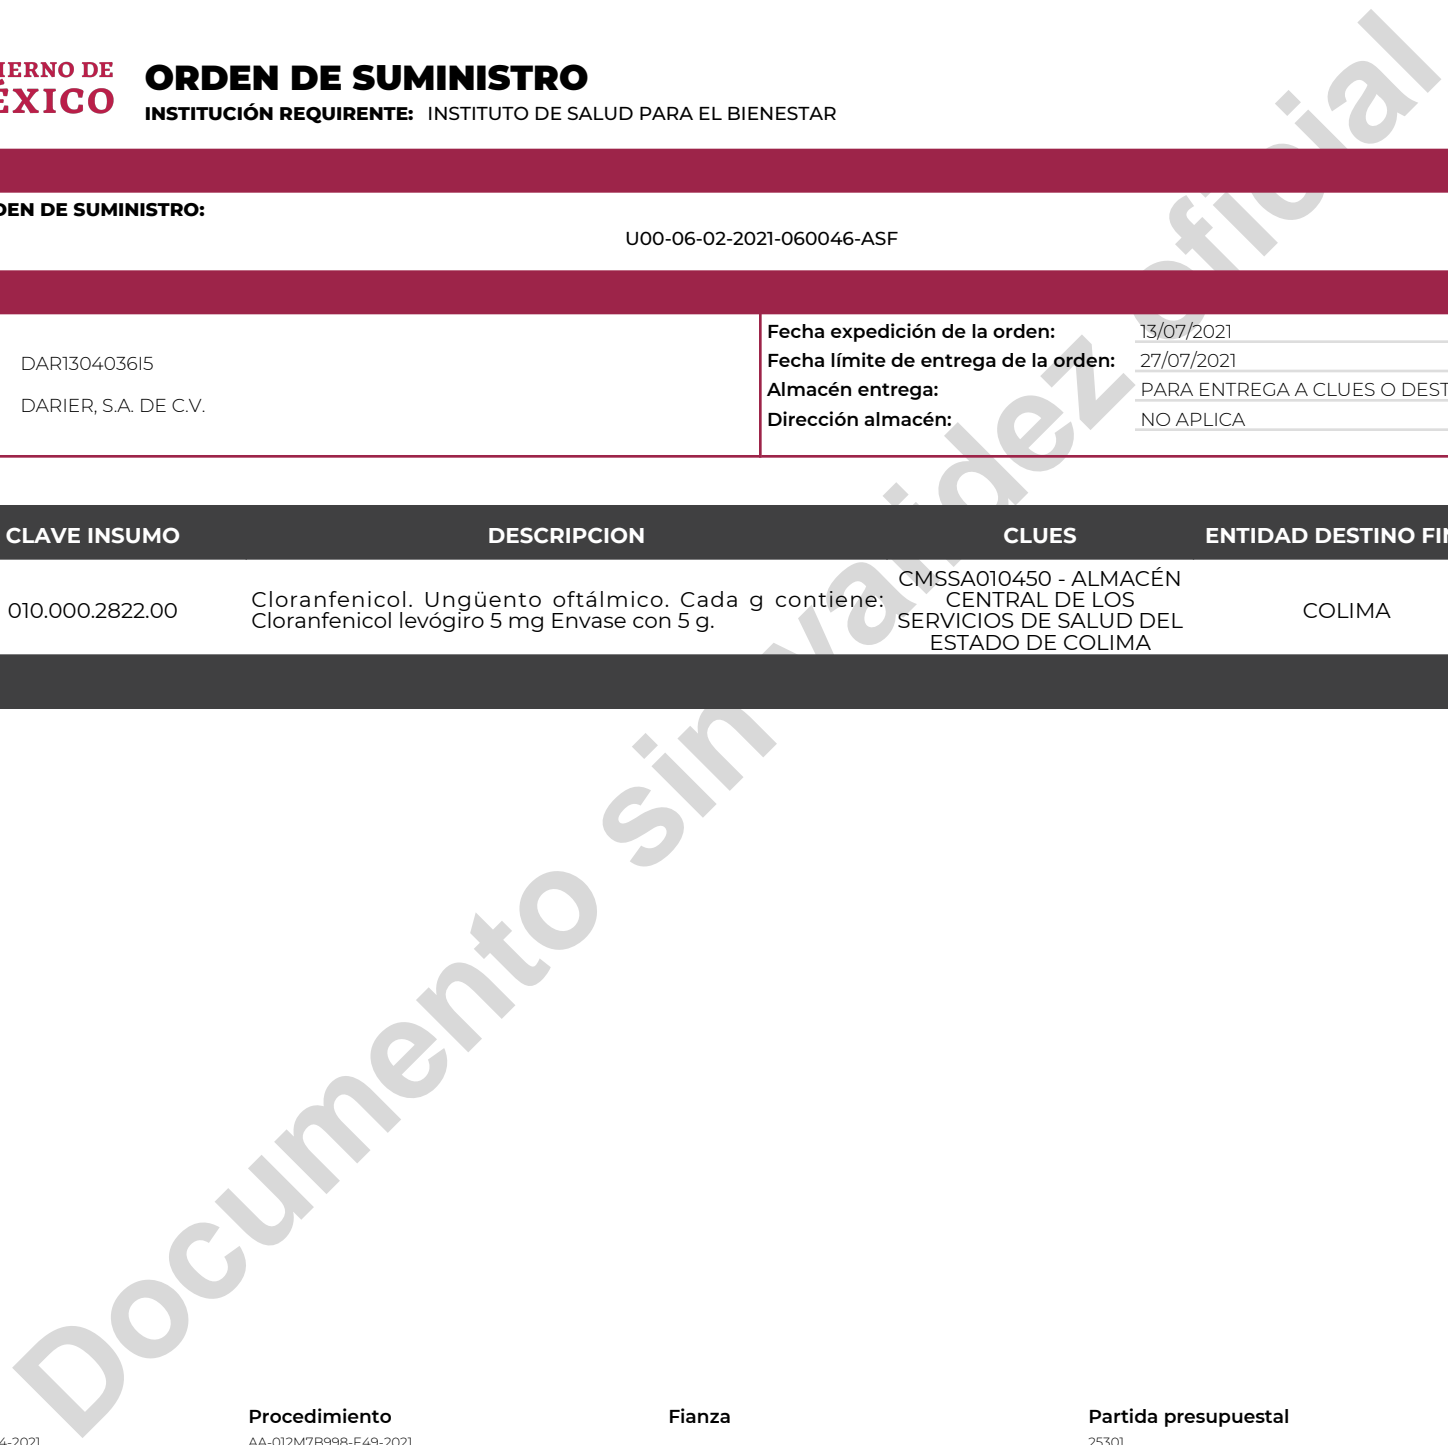 ORDEN DE SUMINISTRO
INSTITUCIÓN REQUIRENTE: INSTITUTO DE SALUD PARA EL BIENESTAR
IERNO DE
ÉXICO
DEN DE SUMINISTRO:
U00-06-02-2021-060046-ASF
DAR1304036I5
DARIER, S.A. DE C.V.
Fecha expedición de la orden: 13/07/2021
Fecha límite de entrega de la orden: 27/07/2021
Almacén entrega: PARA ENTREGA A CLUES O DEST
Dirección almacén: NO APLICA
CLAVE INSUMO DESCRIPCION CLUES ENTIDAD DESTINO FIN
010.000.2822.00
Cloranfenicol. Ungüento oftálmico. Cada g contiene:
Cloranfenicol levógiro 5 mg Envase con 5 g.
CMSSA010450 - ALMACÉN
CENTRAL DE LOS
SERVICIOS DE SALUD DEL
ESTADO DE COLIMA
COLIMA
Documento sin validez oficial
Procedimiento Fianza Partida presupuestal
4-2021 AA-012M7B998-E49-2021 25301